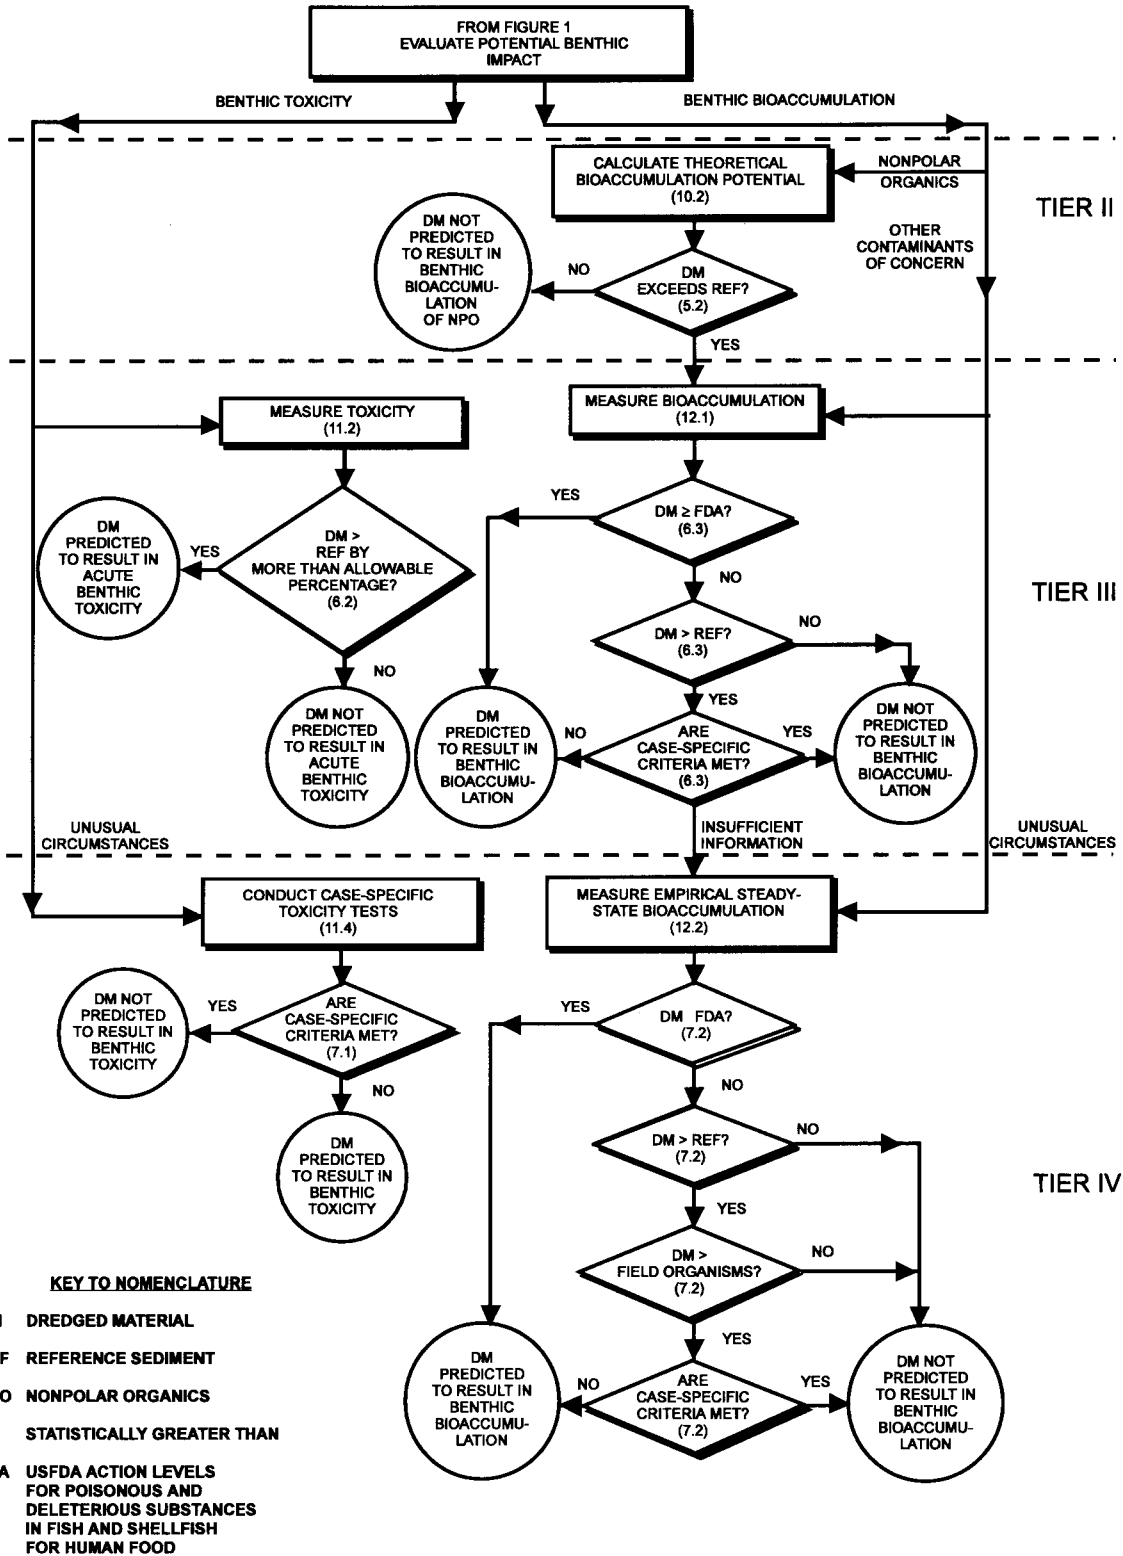 FROM FIGURE 1
EVALUATE POTENTIAL BENTHIC
IMPACT
BENTHIC TOXICITY
BENTHIC BIOACCUMULATION
CALCULATE THEORETICAL
BIOACCUMULATION POTENTIAL
(10.2)
NONPOLAR
ORGANICS
TIER II
OTHER
CONTAMINANTS
OF CONCERN
DM NOT
PREDICTED
TO RESULT IN
BENTHIC
BIOACCUMU-
LATION
OF NPO
NO
DM
EXCEEDS REF?
(5.2)
YES
MEASURE TOXICITY
(11.2)
MEASURE BIOACCUMULATION
(12.1)
YES
DM ≥ FDA?
(6.3)
DM
PREDICTED
TO RESULT IN
ACUTE
BENTHIC
TOXICITY
YES
DM >
REF BY
MORE THAN ALLOWABLE
PERCENTAGE?
(6.2)
NO
TIER III
DM > REF?
(6.3)
NO
NO
YES
DM NOT
PREDICTED
TO RESULT IN
ACUTE
BENTHIC
TOXICITY
DM
PREDICTED
TO RESULT IN
BENTHIC
BIOACCUMU-
LATION
NO
ARE
CASE-SPECIFIC
CRITERIA MET?
(6.3)
YES
DM NOT
PREDICTED
TO RESULT IN
BENTHIC
BIOACCUMU-
LATION
UNUSUAL
CIRCUMSTANCES
INSUFFICIENT
INFORMATION
UNUSUAL
CIRCUMSTANCES
CONDUCT CASE-SPECIFIC
TOXICITY TESTS
(11.4)
MEASURE EMPIRICAL STEADY-
STATE BIOACCUMULATION
(12.2)
DM NOT
PREDICTED
TO RESULT IN
BENTHIC
TOXICITY
YES
ARE
CASE-SPECIFIC
CRITERIA MET?
(7.1)
YES
DM FDA?
(7.2)
NO
NO
DM
PREDICTED
TO RESULT IN
BENTHIC
TOXICITY
DM > REF?
(7.2)
NO
TIER IV
YES
DM >
FIELD ORGANISMS?
(7.2)
NO
YES
DM
PREDICTED
TO RESULT IN
BENTHIC
BIOACCUMU-
LATION
NO
ARE
CASE-SPECIFIC
CRITERIA MET?
(7.2)
YES
DM NOT
PREDICTED
TO RESULT IN
BENTHIC
BIOACCUMU-
LATION
KEY TO NOMENCLATURE
DREDGED MATERIAL
F REFERENCE SEDIMENT
O NONPOLAR ORGANICS
STATISTICALLY GREATER THAN
A USFDA ACTION LEVELS
FOR POISONOUS AND
DELETERIOUS SUBSTANCES
IN FISH AND SHELLFISH
FOR HUMAN FOOD